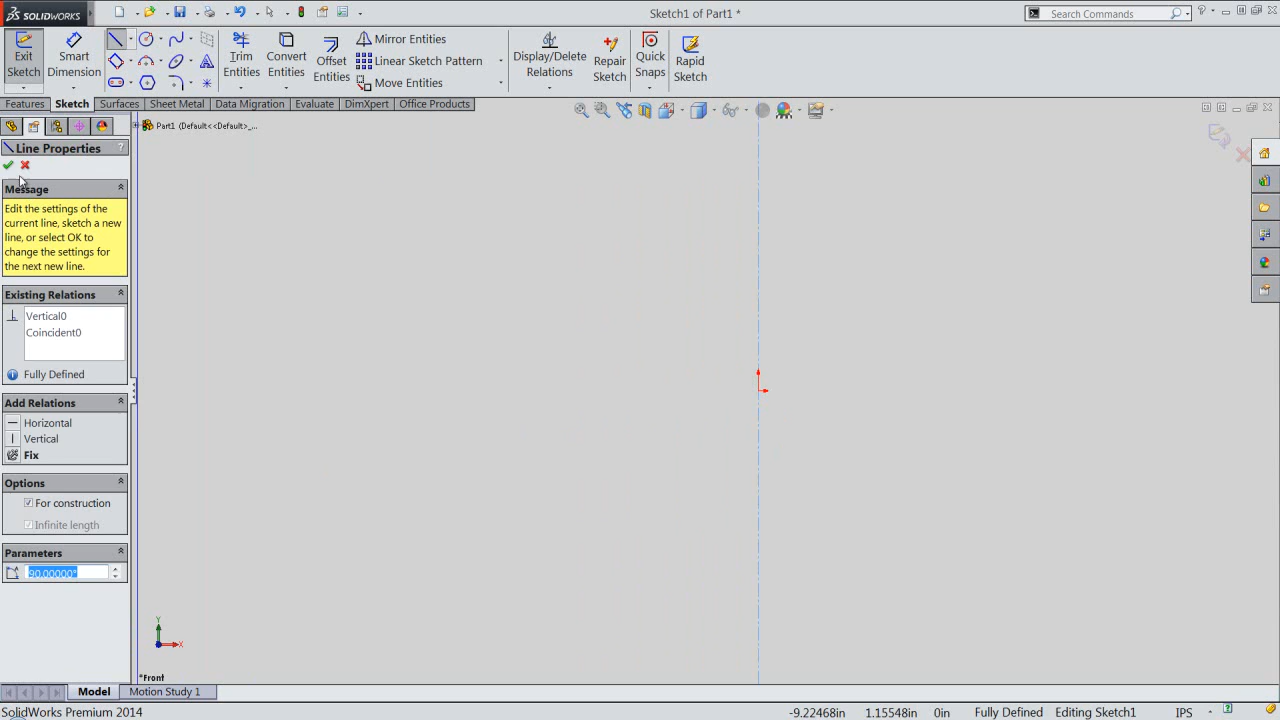 SOLIDWORKS
Sketch1 of Part1 *
Search Commands
Exit Sketch
Smart Dimension
Trim Entities
Convert Entities
Offset Entities
Mirror Entities
Linear Sketch Pattern
Move Entities
Display/Delete Relations
Repair Sketch
Quick Snaps
Rapid Sketch
Features
Sketch
Surfaces
Sheet Metal
Data Migration
Evaluate
DimXpert
Office Products
Part1 (Default<<Default>_...
Line Properties
?
Message
Edit the settings of the
current line, sketch a new
line, or select OK to
change the settings for
the next new line.
Existing Relations
Vertical0
Coincident0
Fully Defined
Add Relations
Horizontal
Vertical
Fix
Options
For construction
Infinite length
Parameters
90.00000°
Y
X
*Front
Model
Motion Study 1
SolidWorks Premium 2014
-9.22468in
1.15548in
0in
Fully Defined
Editing Sketch1
IPS